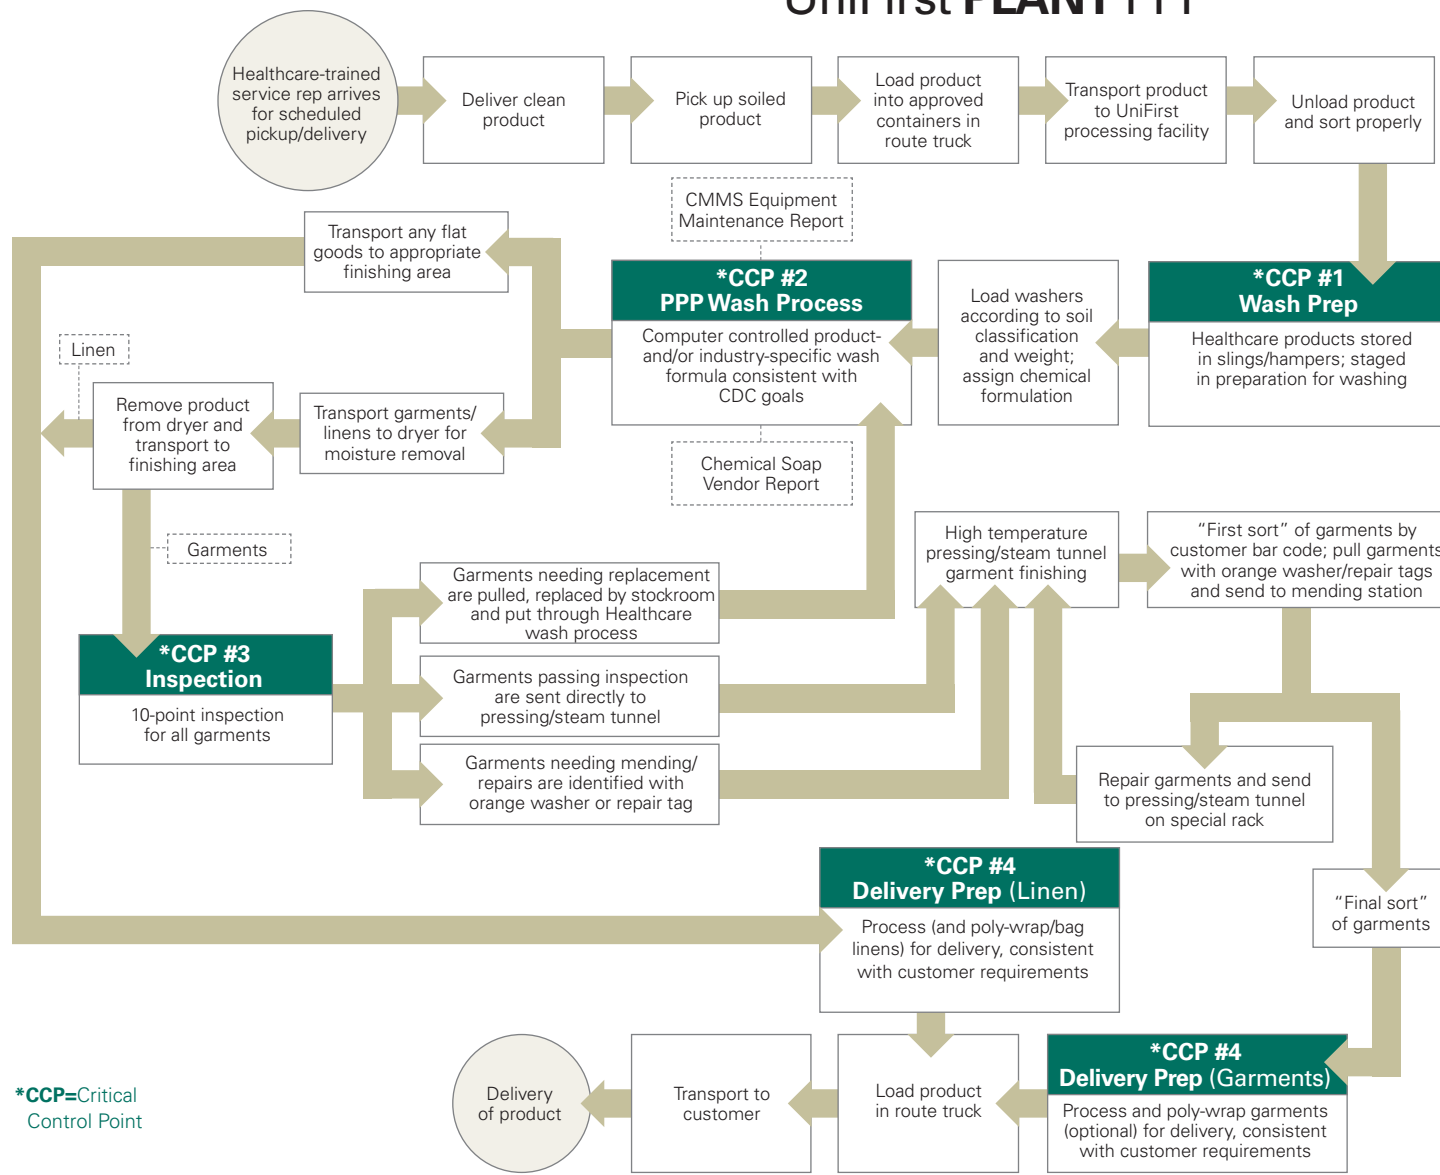 UniFirst PLANT
Healthcare-trained
service rep arrives
for scheduled
pickup/delivery
Deliver clean
product
Pick up soiled
product
Load product
into approved
containers in
route truck
Transport product
to UniFirst
processing facility
Unload product
and sort properly
CMMS Equipment
Maintenance Report
Transport any flat
goods to appropriate
finishing area
*CCP #2
PPP Wash Process
Computer controlled product-
and/or industry-specific wash
formula consistent with
CDC goals
Load washers
according to soil
classification
and weight;
assign chemical
formulation
*CCP #1
Wash Prep
Healthcare products stored
in slings/hampers; staged
in preparation for washing
Linen
Remove product
from dryer and
transport to
finishing area
Transport garments/
linens to dryer for
moisture removal
Chemical Soap
Vendor Report
Garments
High temperature
pressing/steam tunnel
garment finishing
“First sort” of garments by
customer bar code; pull garments
with orange washer/repair tags
and send to mending station
Garments needing replacement
are pulled, replaced by stockroom
and put through Healthcare
wash process
*CCP #3
Inspection
10-point inspection
for all garments
Garments passing inspection
are sent directly to
pressing/steam tunnel
Garments needing mending/
repairs are identified with
orange washer or repair tag
Repair garments and send
to pressing/steam tunnel
on special rack
*CCP #4
Delivery Prep (Linen)
Process (and poly-wrap/bag
linens) for delivery, consistent
with customer requirements
“Final sort”
of garments
*CCP #4
Delivery Prep (Garments)
Process and poly-wrap garments
(optional) for delivery, consistent
with customer requirements
Load product
in route truck
Transport to
customer
Delivery
of product
*CCP=Critical
Control Point